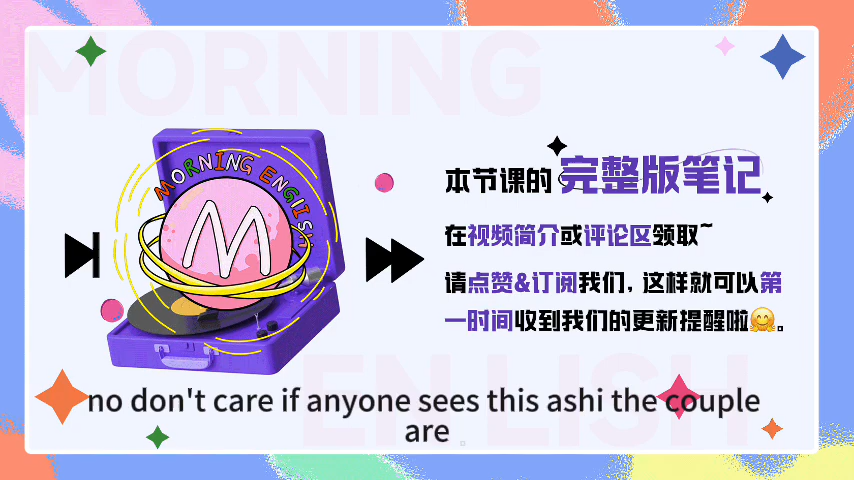 MORNING
MORNING ENGLISH
M
本节课的 完整版笔记
在视频简介或评论区领取~
请点赞&订阅我们，这样就可以第
一时间收到我们的更新提醒啦🤗。
ENGLISH
no don't care if anyone sees this ashi the couple
are